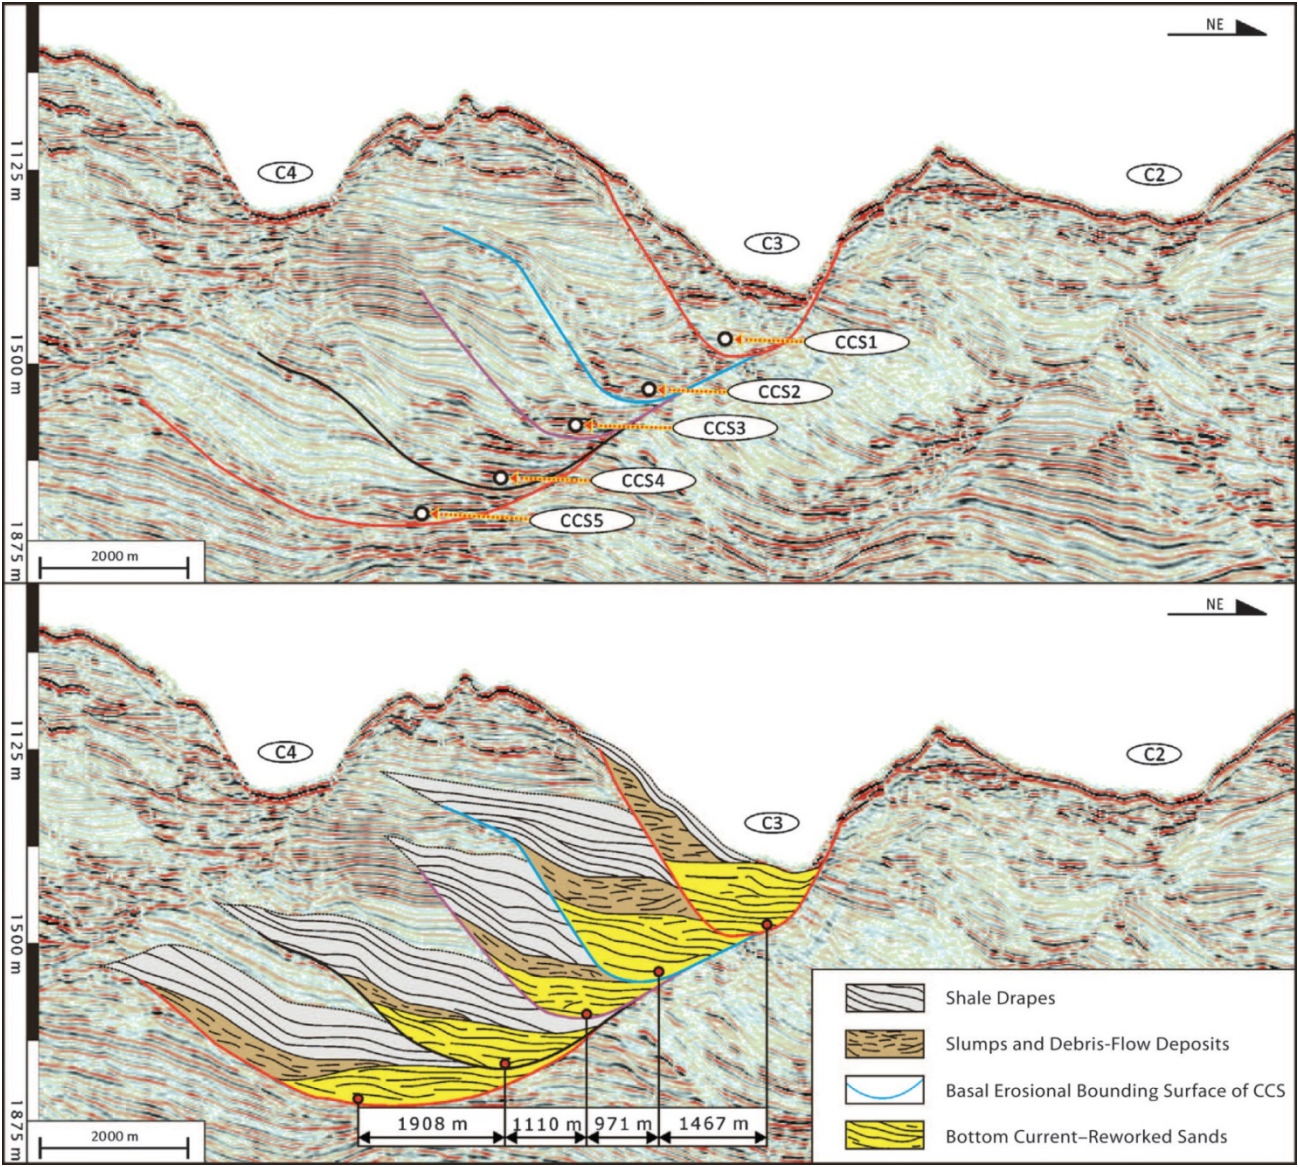 NE
1125 m
C4
C2
C3
CCS1
1500 m
CCS2
CCS3
CCS4
CCS5
1875 m
2000 m
NE
1125 m
C4
C2
C3
1500 m
Shale Drapes
Slumps and Debris-Flow Deposits
Basal Erosional Bounding Surface of CCS
1908 m
1110 m
971 m
1467 m
1875 m
2000 m
Bottom Current–Reworked Sands